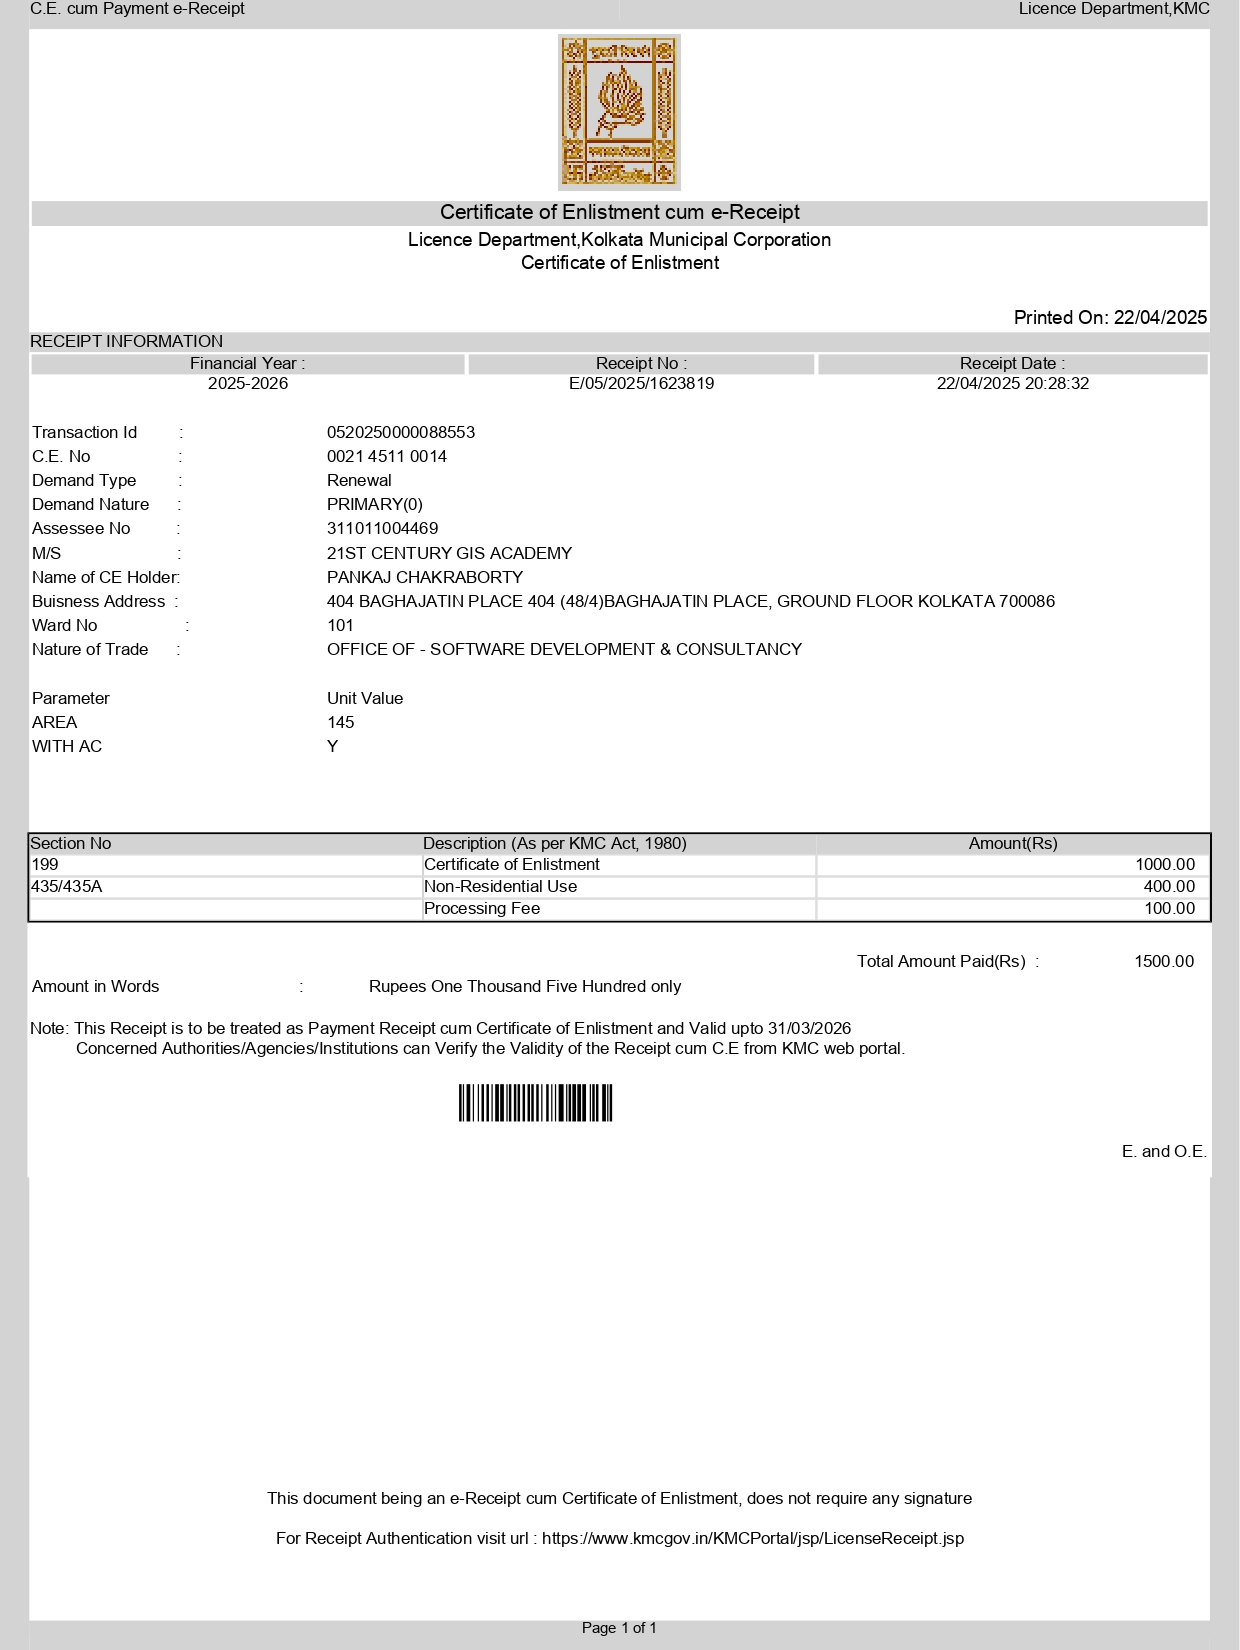 C.E. cum Payment e-Receipt Licence Department,KMC
Certificate of Enlistment cum e-Receipt
Licence Department,Kolkata Municipal Corporation
Certificate of Enlistment
Printed On: 22/04/2025
RECEIPT INFORMATION
Financial Year : Receipt No : Receipt Date :
2025-2026 E/05/2025/1623819 22/04/2025 20:28:32
Transaction Id : 0520250000088553
C.E. No : 0021 4511 0014
Demand Type : Renewal
Demand Nature : PRIMARY(0)
Assessee No : 311011004469
M/S : 21ST CENTURY GIS ACADEMY
Name of CE Holder: PANKAJ CHAKRABORTY
Buisness Address : 404 BAGHAJATIN PLACE 404 (48/4)BAGHAJATIN PLACE, GROUND FLOOR KOLKATA 700086
Ward No : 101
Nature of Trade : OFFICE OF - SOFTWARE DEVELOPMENT & CONSULTANCY
Parameter Unit Value
AREA 145
WITH AC Y
Section No Description (As per KMC Act, 1980) Amount(Rs)
199 Certificate of Enlistment 1000.00
435/435A Non-Residential Use 400.00
Processing Fee 100.00
Total Amount Paid(Rs) : 1500.00
Amount in Words : Rupees One Thousand Five Hundred only
Note: This Receipt is to be treated as Payment Receipt cum Certificate of Enlistment and Valid upto 31/03/2026
Concerned Authorities/Agencies/Institutions can Verify the Validity of the Receipt cum C.E from KMC web portal.
E. and O.E.
This document being an e-Receipt cum Certificate of Enlistment, does not require any signature
For Receipt Authentication visit url : https://www.kmcgov.in/KMCPortal/jsp/LicenseReceipt.jsp
Page 1 of 1